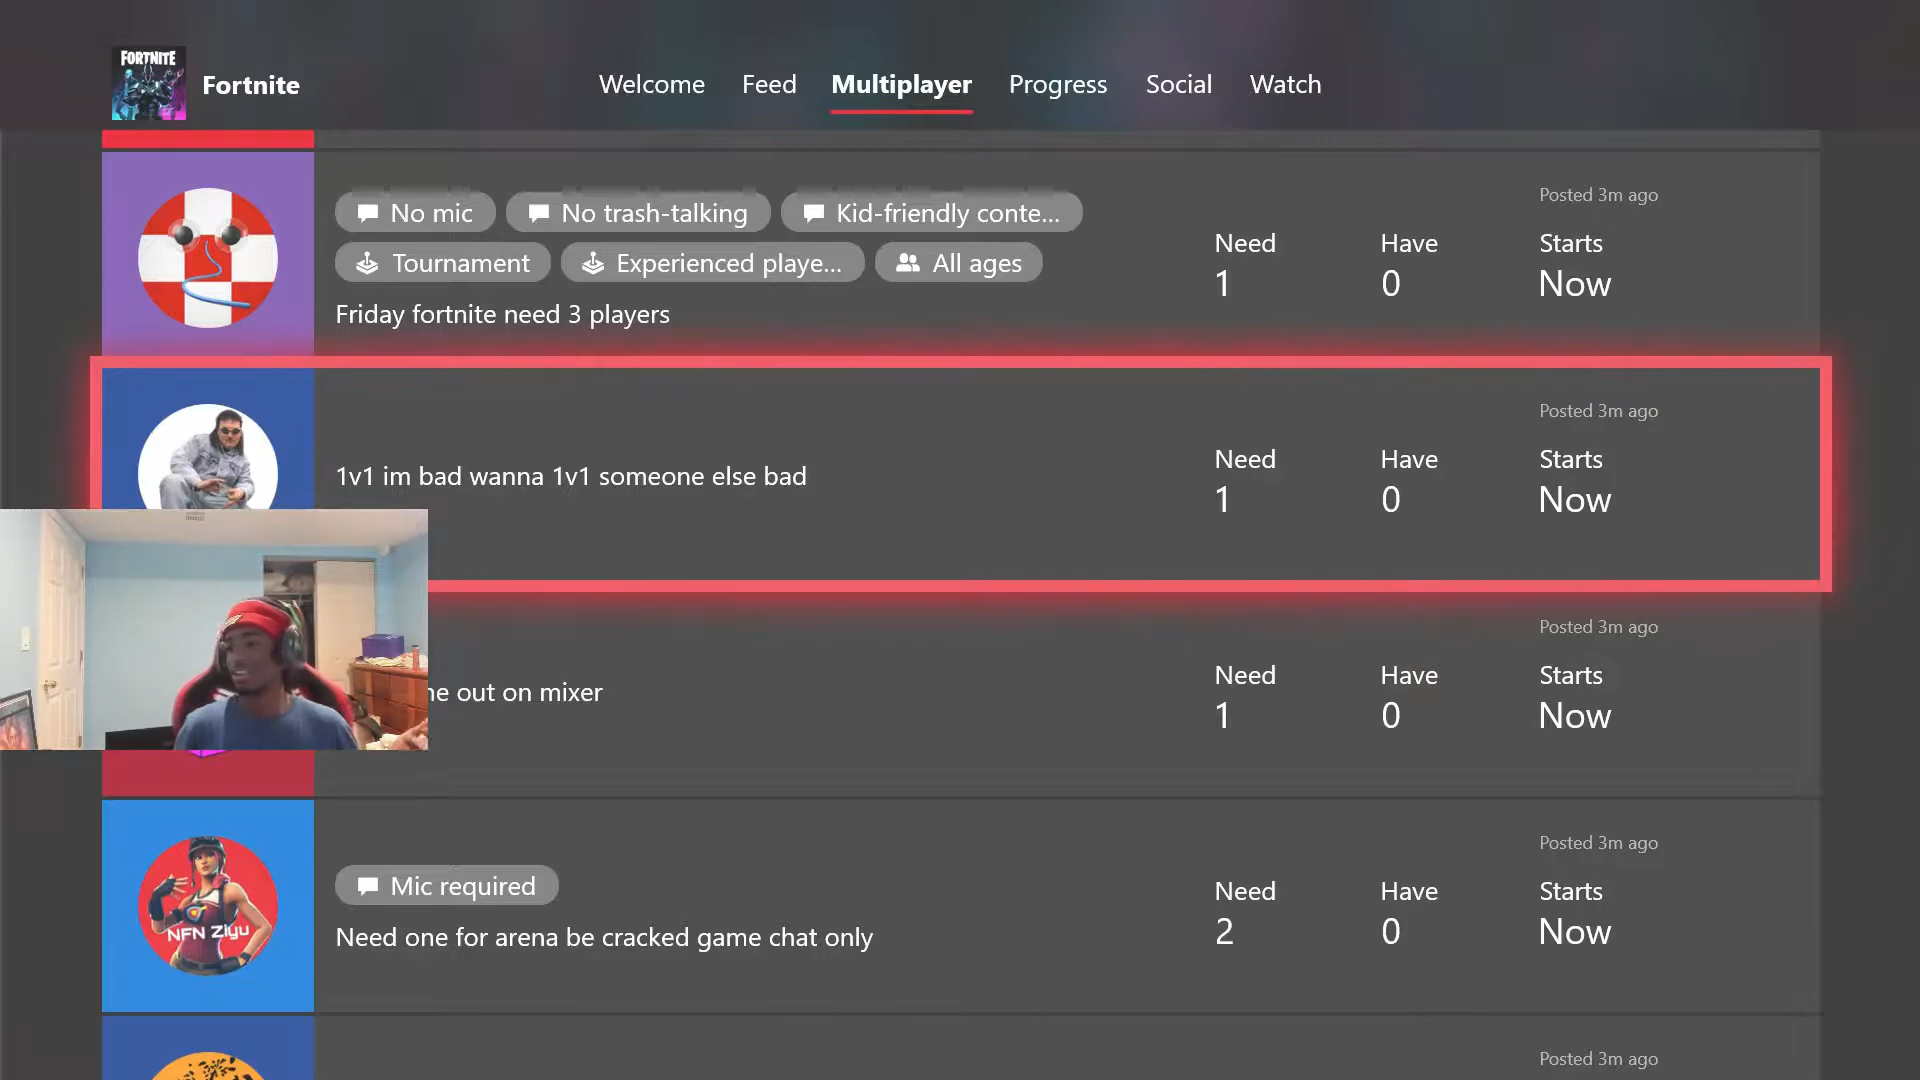 FORTNITE
Fortnite
Welcome
Feed
Multiplayer
Progress
Social
Watch
No mic
No trash-talking
Kid-friendly conte...
Tournament
Experienced playe...
All ages
Friday fortnite need 3 players
Posted 3m ago
Need
Have
Starts
1
0
Now
1v1 im bad wanna 1v1 someone else bad
Posted 3m ago
Need
Have
Starts
1
0
Now
out on mixer
Posted 3m ago
Need
Have
Starts
1
0
Now
NFN Ziyu
Mic required
Need one for arena be cracked game chat only
Posted 3m ago
Need
Have
Starts
2
0
Now
Posted 3m ago